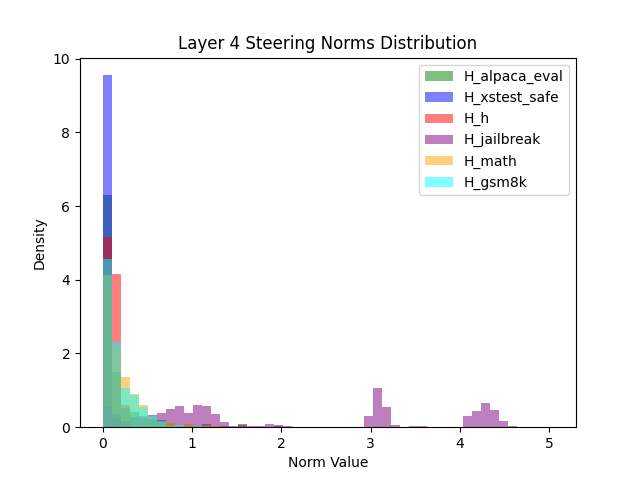 Layer 4 Steering Norms Distribution
10
8
6
4
2
0
Density
H_alpaca_eval
H_xstest_safe
H_h
H_jailbreak
H_math
H_gsm8k
0 1 2 3 4 5
Norm Value